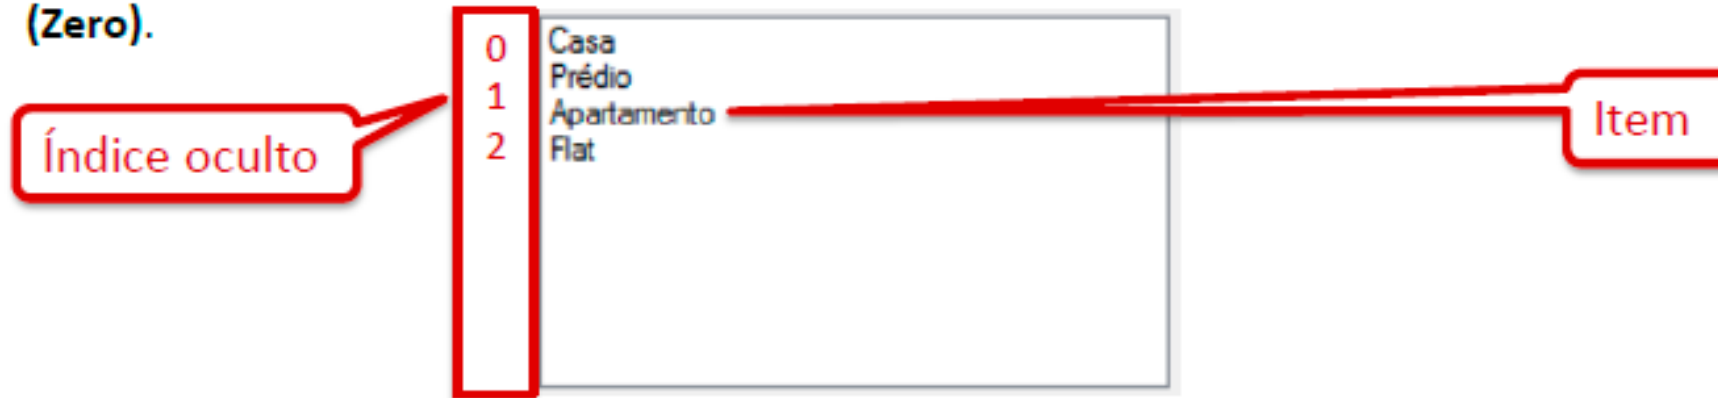 (Zero).
0
1
2
Casa
Prédio
Apartamento
Flat
Índice oculto
Item